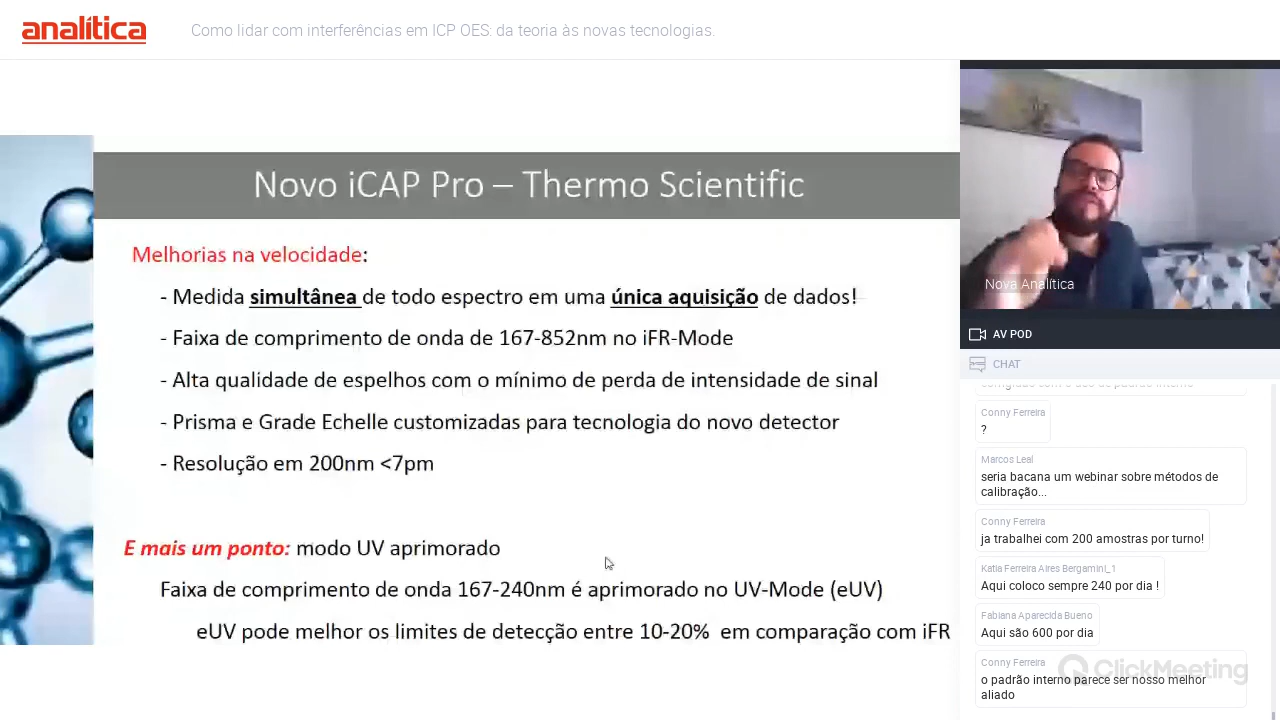 analítica
Como lidar com interferências em ICP OES: da teoria às novas tecnologias.
Novo iCAP Pro – Thermo Scientific
Melhorias na velocidade:
- Medida simultânea de todo espectro em uma única aquisição de dados!
- Faixa de comprimento de onda de 167-852nm no iFR-Mode
- Alta qualidade de espelhos com o mínimo de perda de intensidade de sinal
- Prisma e Grade Echelle customizadas para tecnologia do novo detector
- Resolução em 200nm <7pm
E mais um ponto: modo UV aprimorado
Faixa de comprimento de onda 167-240nm é aprimorado no UV-Mode (eUV)
eUV pode melhor os limites de detecção entre 10-20% em comparação com iFR
Nova Analítica
AV POD
CHAT
Conny Ferreira
?
Marcos Leal
seria bacana um webinar sobre métodos de
calibração...
Conny Ferreira
ja trabalhei com 200 amostras por turno!
Katia Ferreira Aires Bergamini_1
Aqui coloco sempre 240 por dia !
Fabiana Aparecida Bueno
Aqui são 600 por dia
Conny Ferreira
o padrão interno parece ser nosso melhor
aliado
ClickMeeting